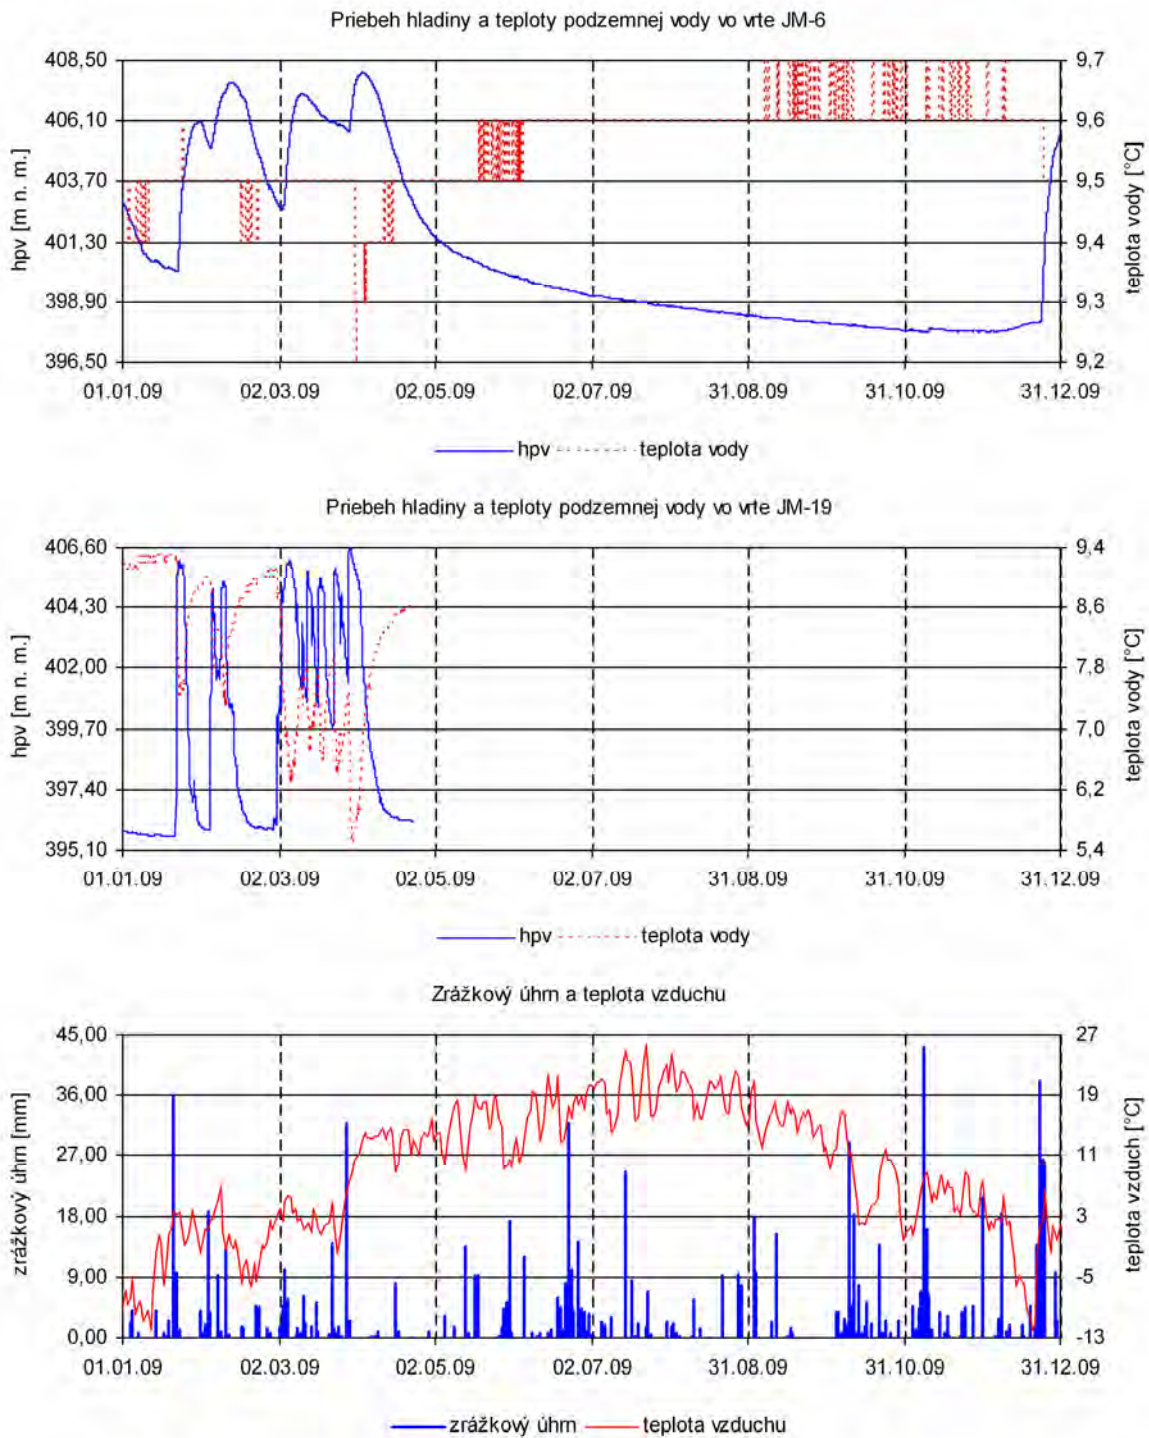 Priebeh hladiny a teploty podzemnej vody vo vrte JM-6
408,50
406,10
403,70
401,30
398,90
396,50
hpv [m n. m.]
9,7
9,6
9,5
9,4
9,3
9,2
teplota vody [°C]
01.01.09 02.03.09 02.05.09 02.07.09 31.08.09 31.10.09 31.12.09
hpv teplota vody
Priebeh hladiny a teploty podzemnej vody vo vrte JM-19
406,60
404,30
402,00
399,70
397,40
395,10
hpv [m n. m.]
9,4
8,6
7,8
7,0
6,2
5,4
teplota vody [°C]
01.01.09 02.03.09 02.05.09 02.07.09 31.08.09 31.10.09 31.12.09
hpv teplota vody
Zrážkový úhrn a teplota vzduchu
45,00
36,00
27,00
18,00
9,00
0,00
zrážkový úhrn [mm]
27
19
11
3
-5
-13
teplota vzduch [°C]
01.01.09 02.03.09 02.05.09 02.07.09 31.08.09 31.10.09 31.12.09
zrážkový úhrn teplota vzduchu